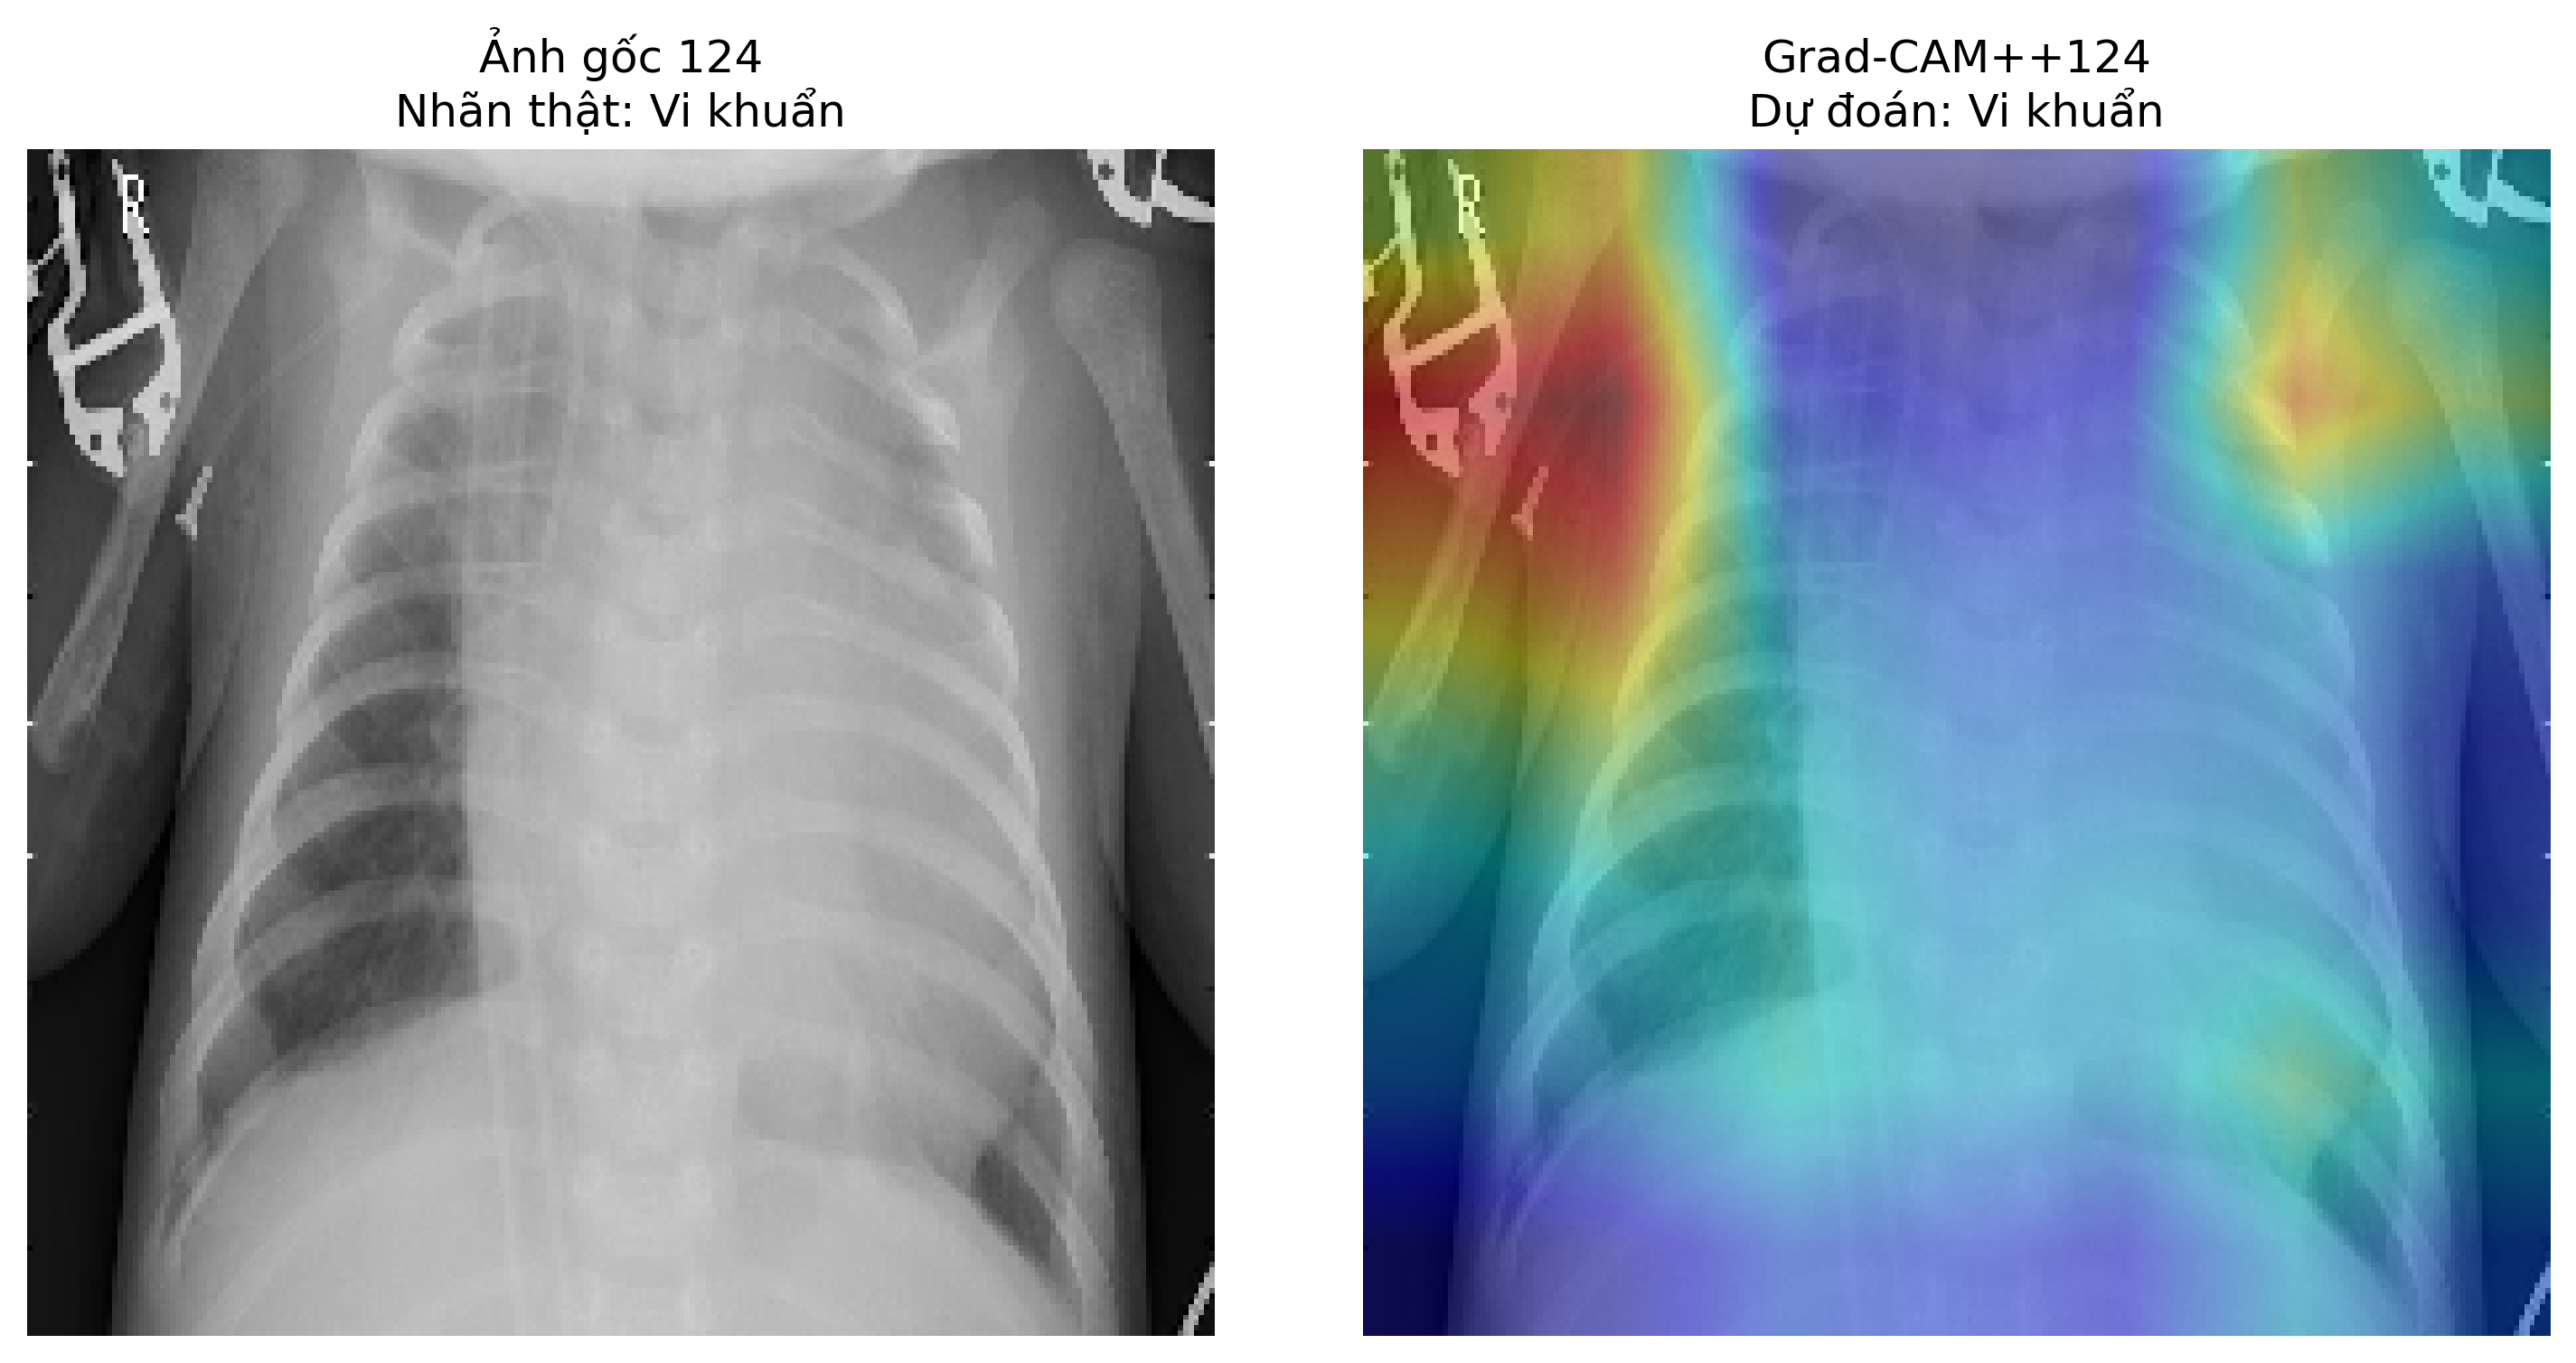 Ảnh gốc 124
Nhãn thật: Vi khuẩn
Grad-CAM++124
Dự đoán: Vi khuẩn
R
R